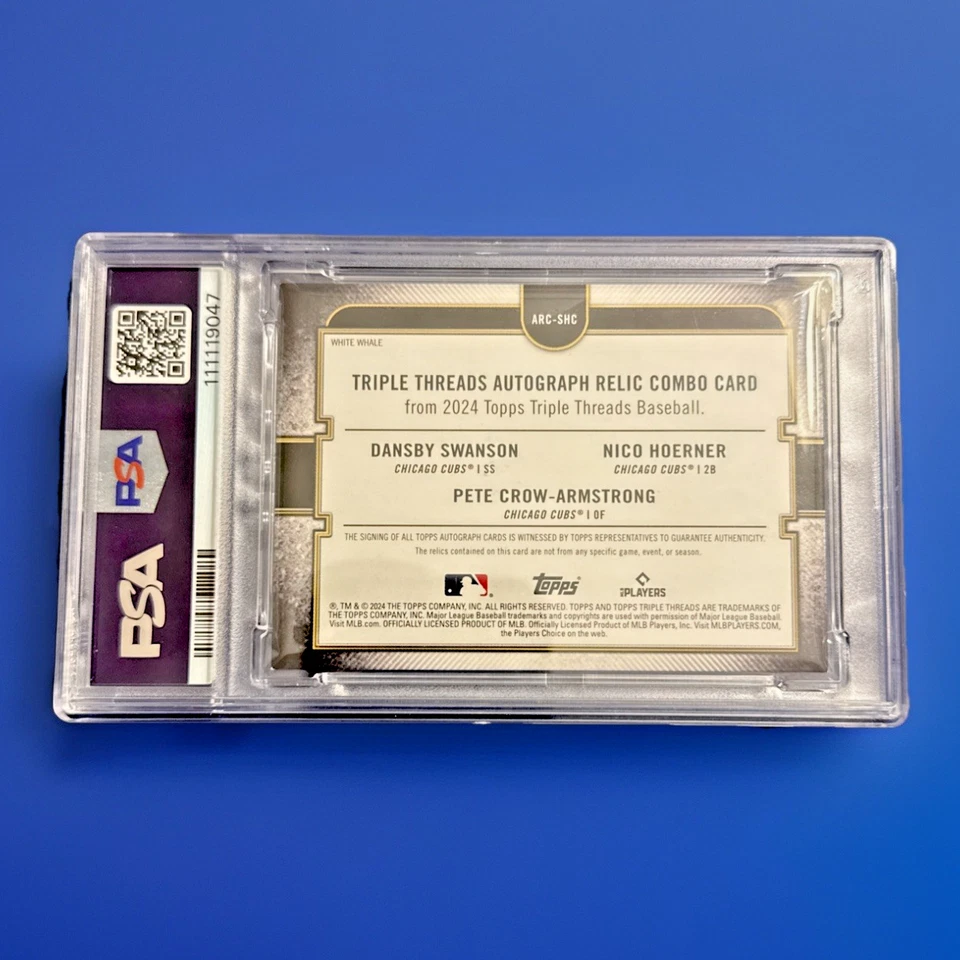 PSA
PSA
111119047
ARC-SHC
WHITE WHALE
TRIPLE THREADS AUTOGRAPH RELIC COMBO CARD
from 2024 Topps Triple Threads Baseball.
DANSBY SWANSON
CHICAGO CUBS® | SS
NICO HOERNER
CHICAGO CUBS® | 2B
PETE CROW-ARMSTRONG
CHICAGO CUBS® | OF
THE SIGNING OF ALL TOPPS AUTOGRAPH CARDS IS WITNESSED BY TOPPS REPRESENTATIVES TO GUARANTEE AUTHENTICITY.
The relics contained on this card are not from any specific game, event, or season.
topps®
MLB PLAYERS
®, TM & © 2024 THE TOPPS COMPANY, INC. ALL RIGHTS RESERVED. TOPPS AND TOPPS TRIPLE THREADS ARE TRADEMARKS OF
THE TOPPS COMPANY, INC. Major League Baseball trademarks and copyrights are used with permission of Major League Baseball.
Visit MLB.com. OFFICIALLY LICENSED PRODUCT OF MLB. Officially Licensed Product of MLB Players, Inc. Visit MLBPLAYERS.COM,
the Players Choice on the web.